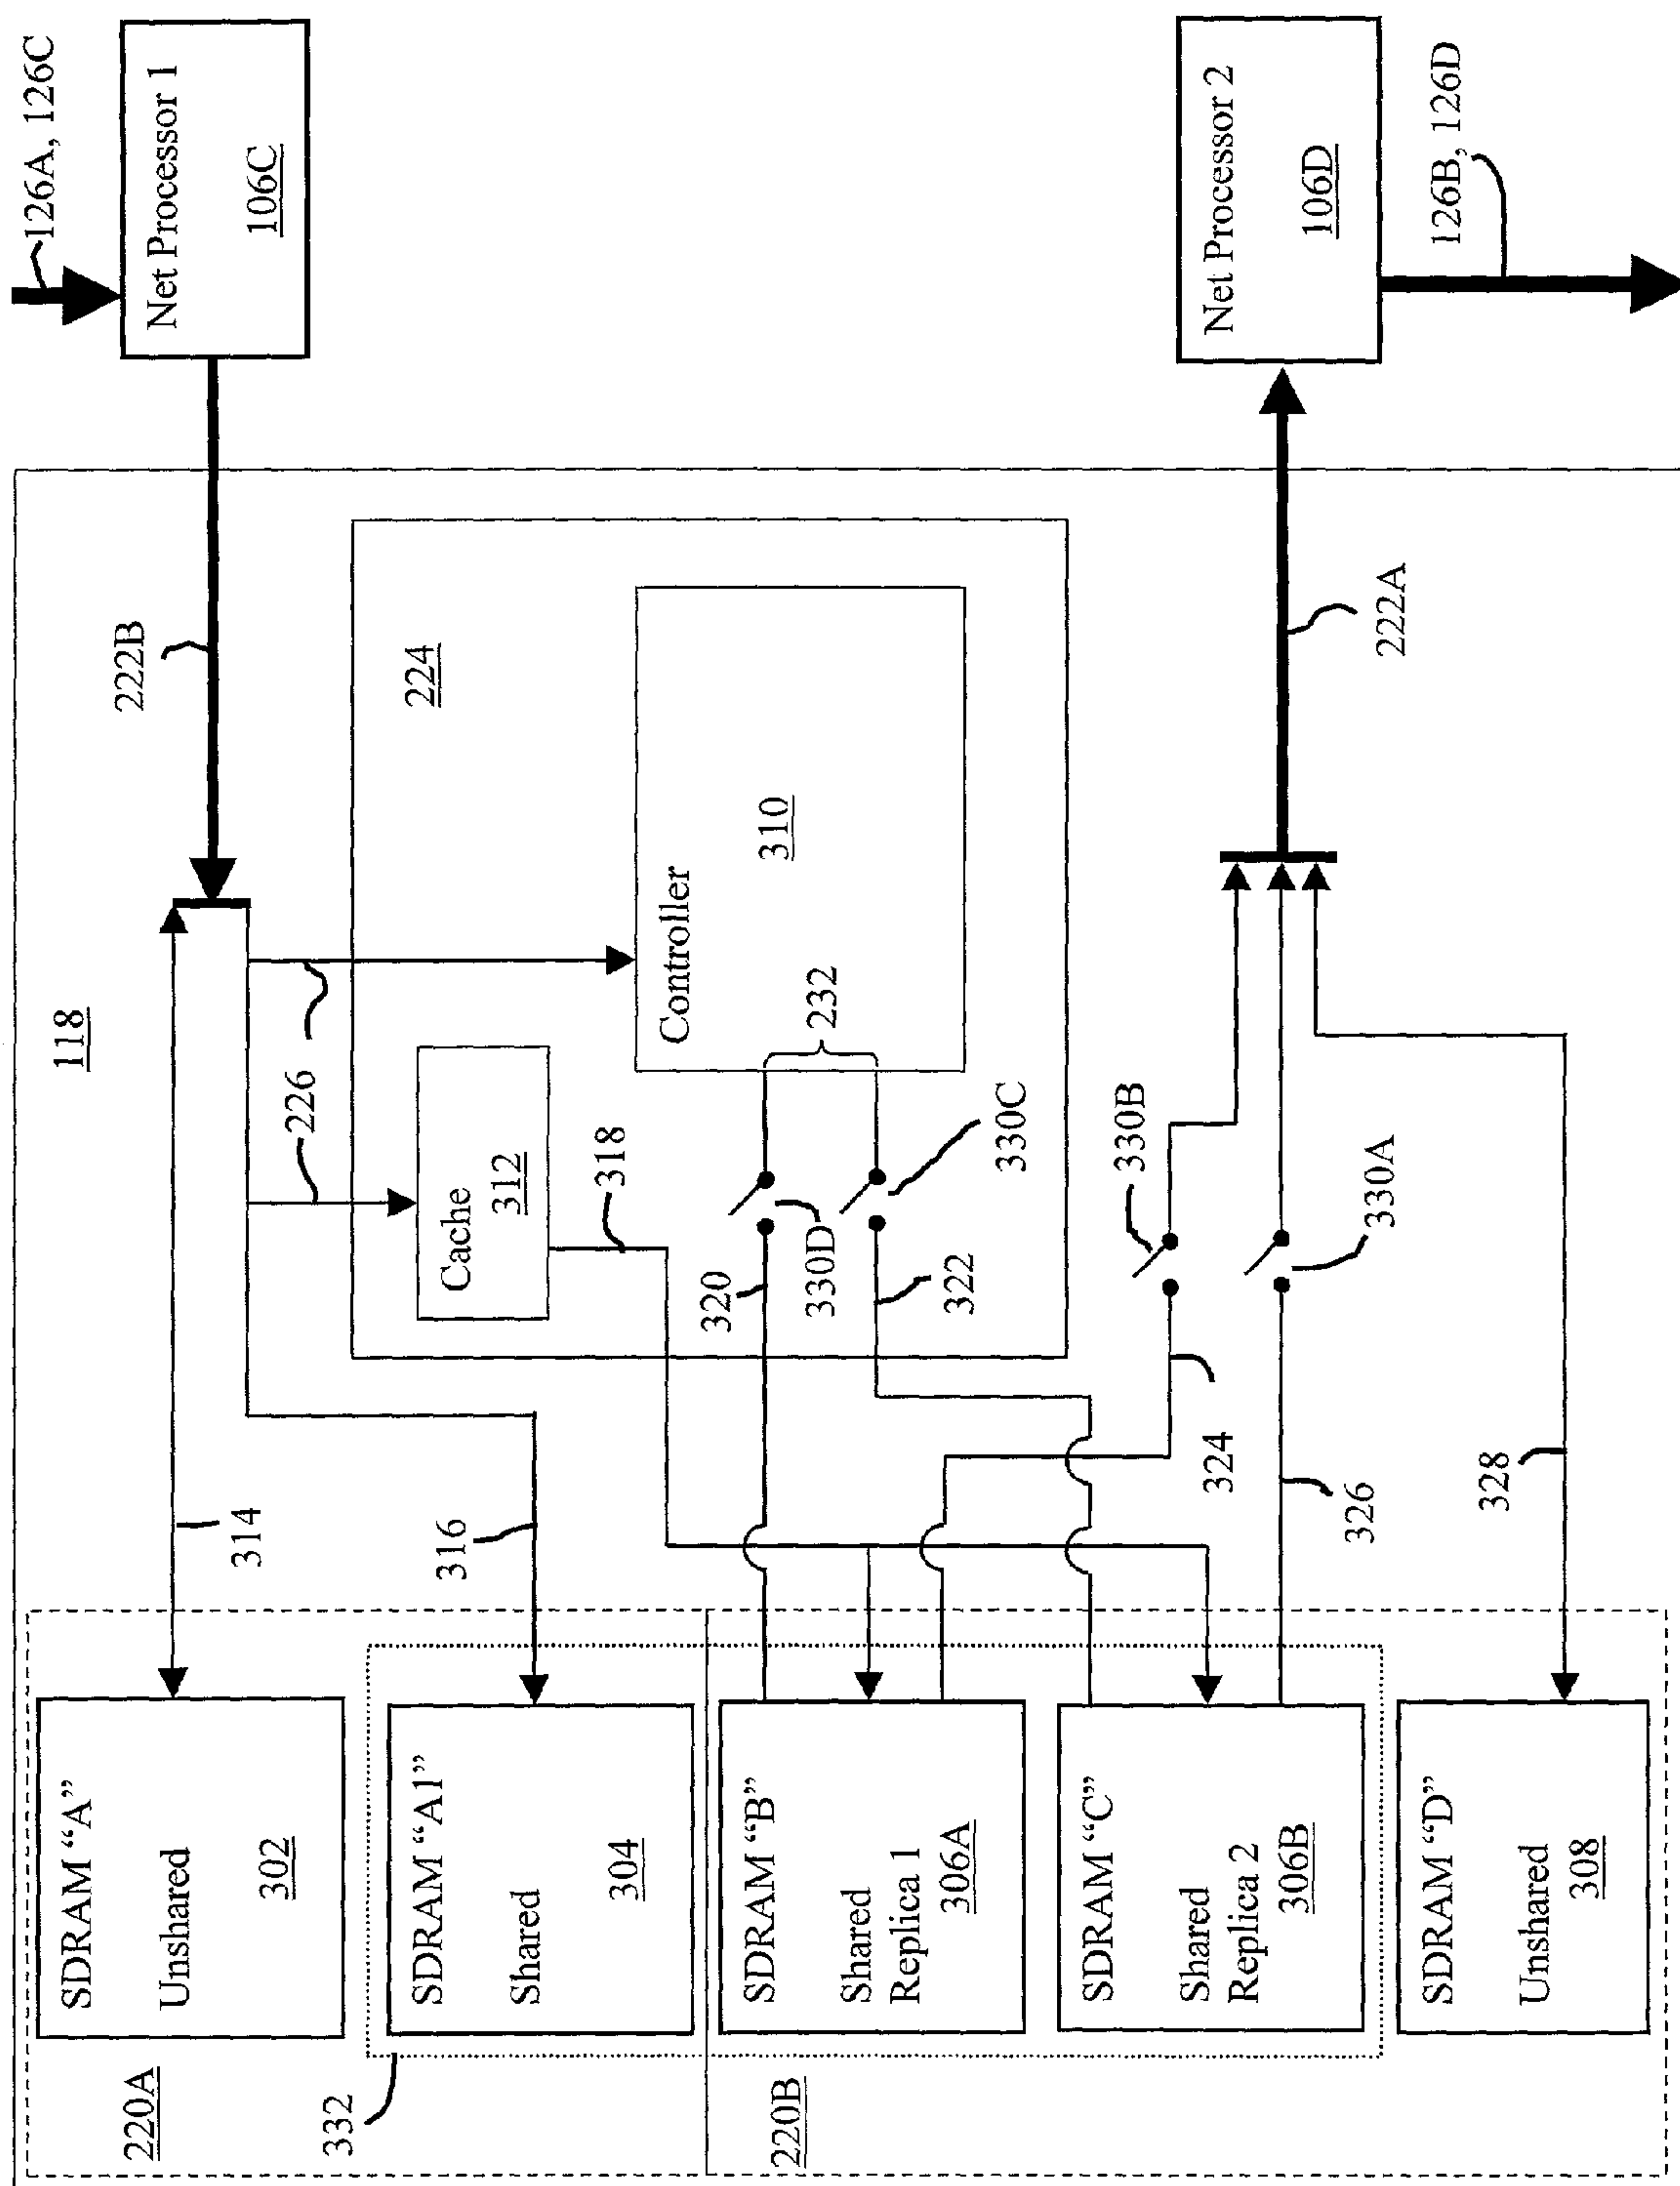 126A, 126C
Net Processor 1
106C
222B
118
226
224
Cache
312
318
Controller
310
232
320
330D
322
330C
314
316
220A
332
SDRAM “A”
Unshared
302
SDRAM “A1”
Shared
304
220B
SDRAM “B”
Shared
Replica 1
306A
SDRAM “C”
Shared
Replica 2
306B
SDRAM “D”
Unshared
308
324
330B
326
330A
328
222A
Net Processor 2
106D
126B, 126D